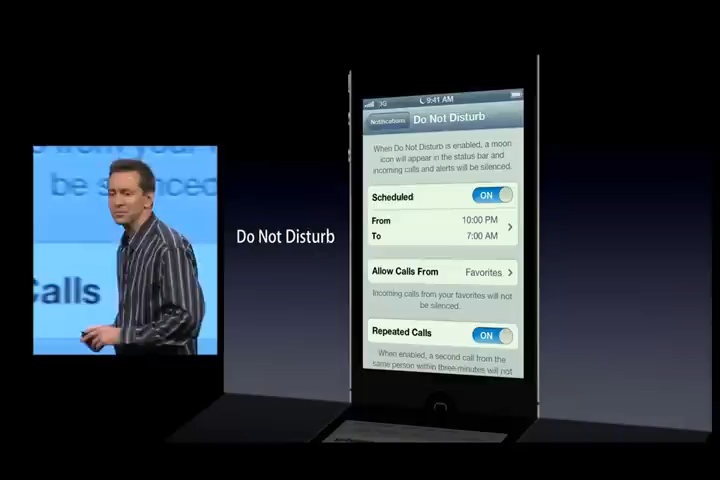 from your
be silenced
Calls
Do Not Disturb
3G
9:41 AM
Notifications
Do Not Disturb
When Do Not Disturb is enabled, a moon
icon will appear in the status bar and
incoming calls and alerts will be silenced.
Scheduled
ON
From
10:00 PM
To
7:00 AM
Allow Calls From
Favorites
Incoming calls from your favorites will not
be silenced.
Repeated Calls
ON
When enabled, a second call from the
same person within three-minutes will not